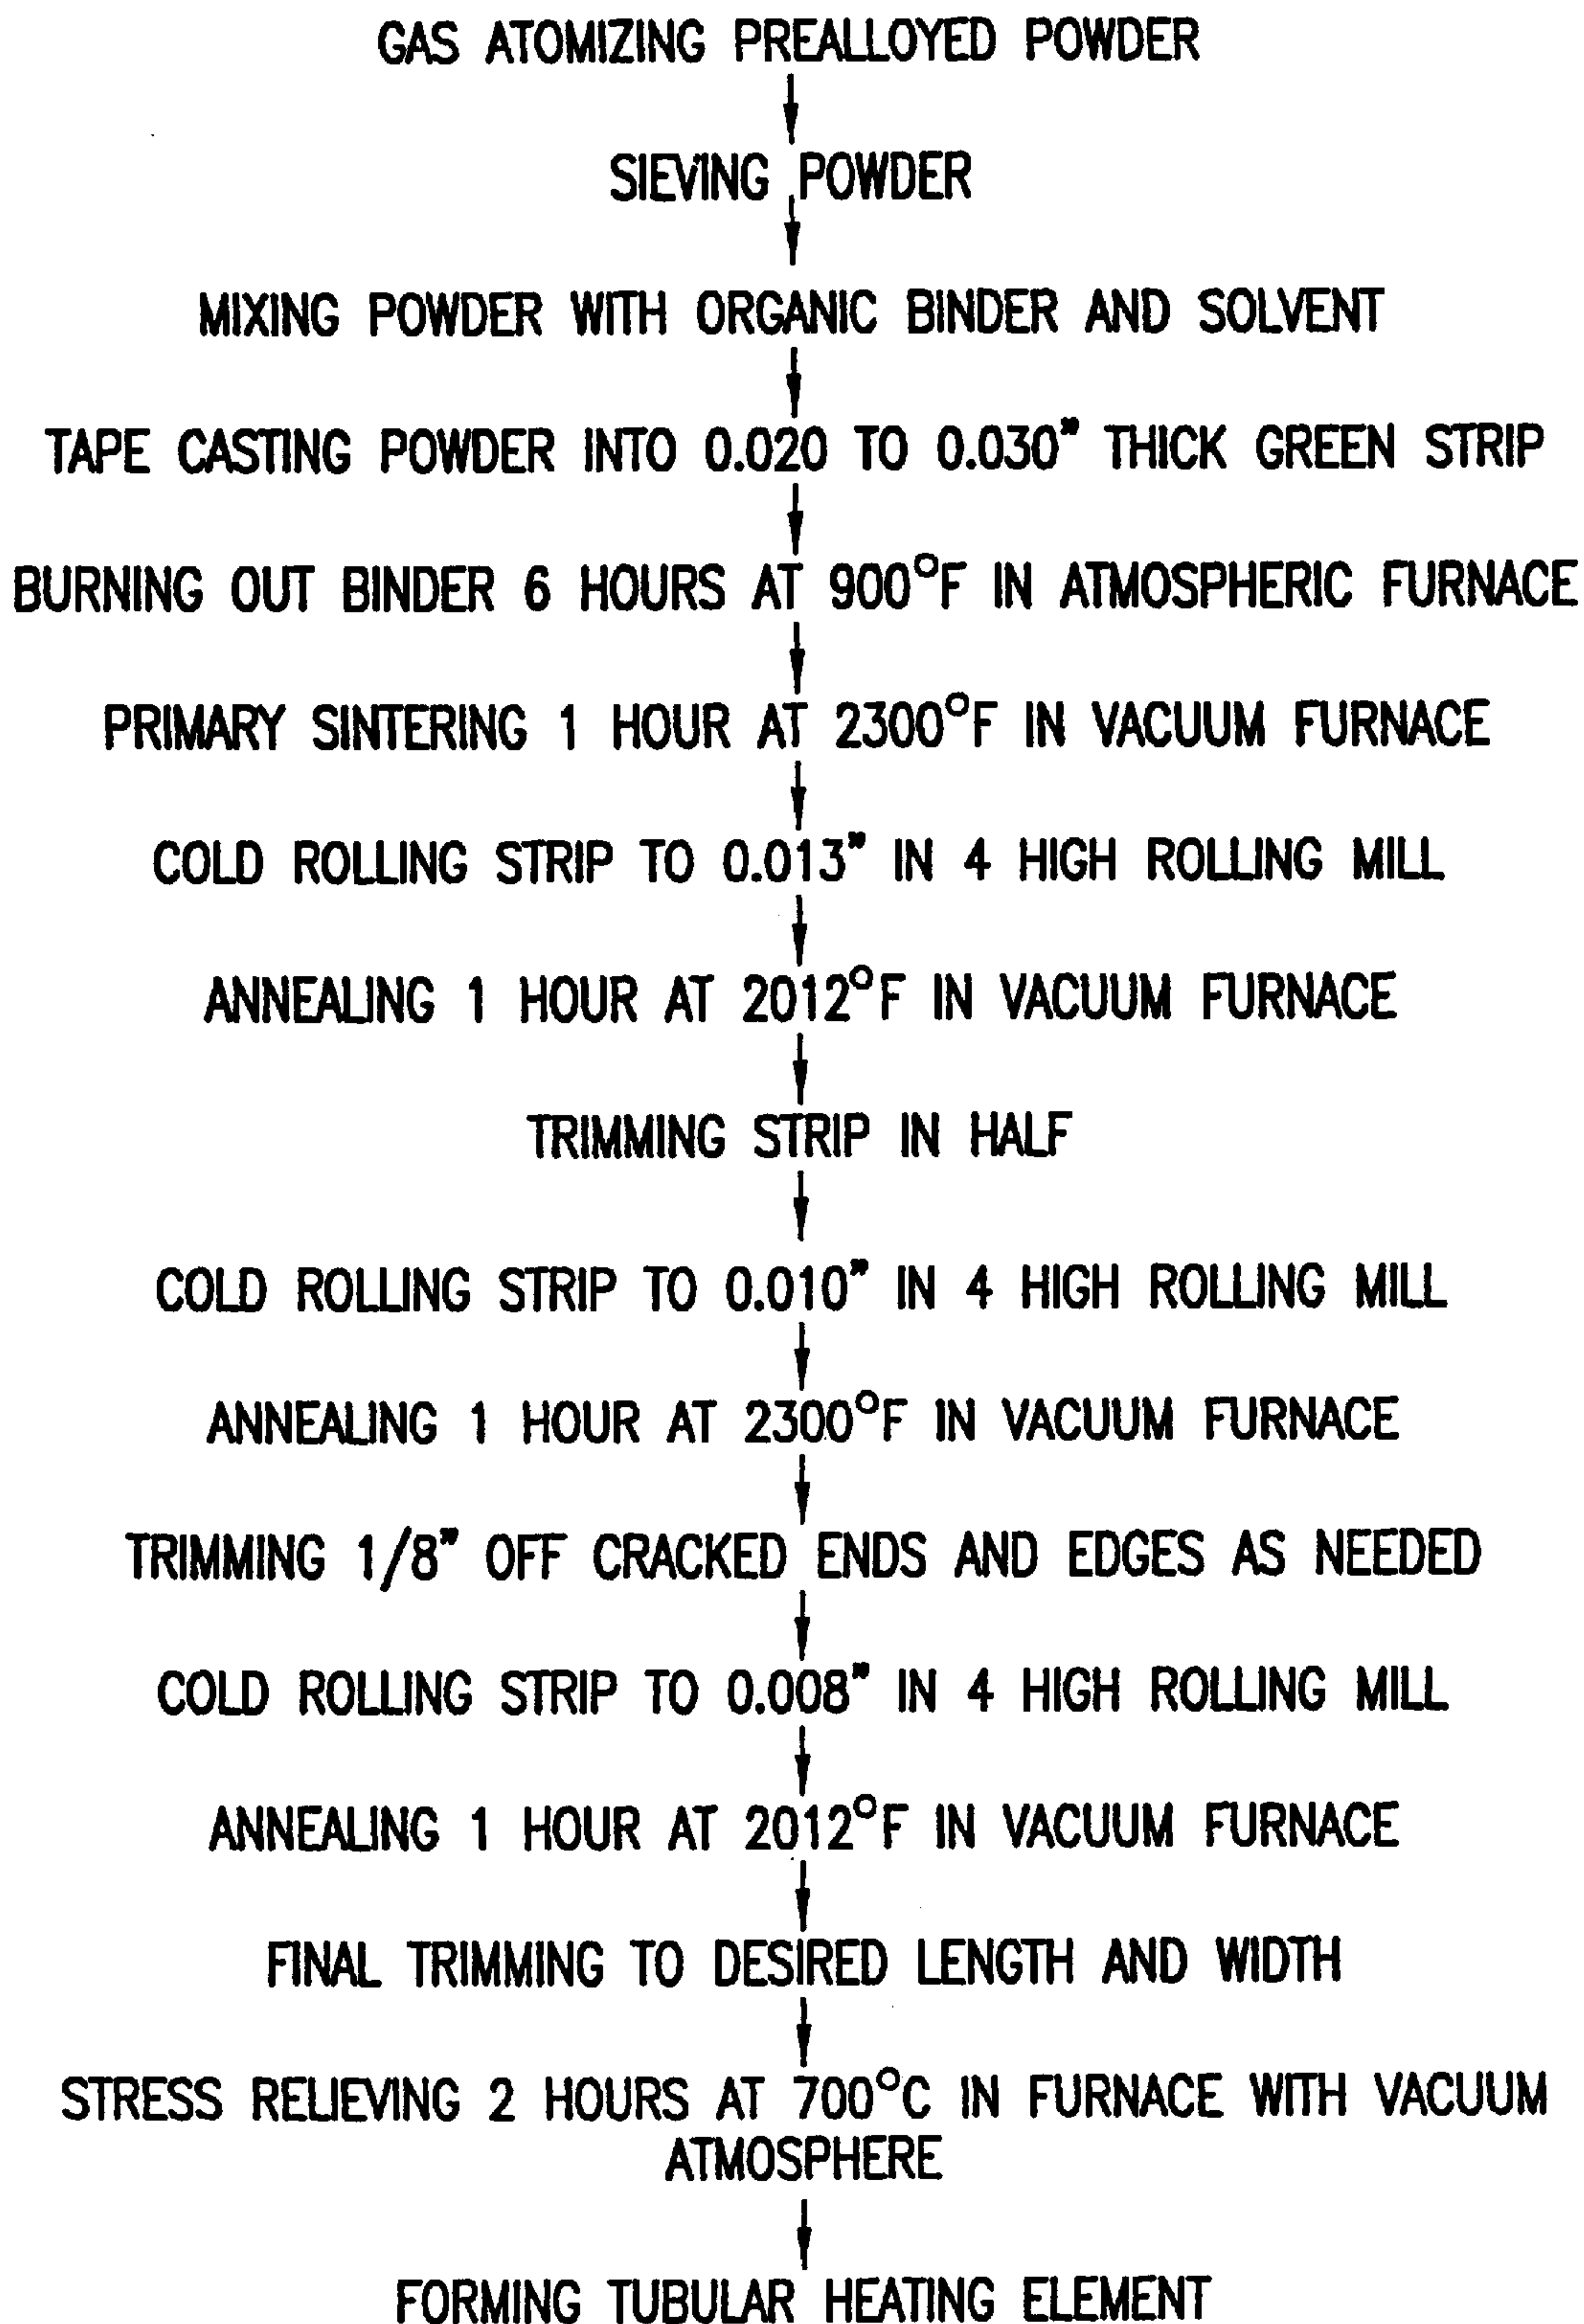 GAS ATOMIZING PREALLOYED POWDER
SIEVING POWDER
MIXING POWDER WITH ORGANIC BINDER AND SOLVENT
TAPE CASTING POWDER INTO 0.020 TO 0.030" THICK GREEN STRIP
BURNING OUT BINDER 6 HOURS AT 900°F IN ATMOSPHERIC FURNACE
PRIMARY SINTERING 1 HOUR AT 2300°F IN VACUUM FURNACE
COLD ROLLING STRIP TO 0.013" IN 4 HIGH ROLLING MILL
ANNEALING 1 HOUR AT 2012°F IN VACUUM FURNACE
TRIMMING STRIP IN HALF
COLD ROLLING STRIP TO 0.010" IN 4 HIGH ROLLING MILL
ANNEALING 1 HOUR AT 2300°F IN VACUUM FURNACE
TRIMMING 1/8" OFF CRACKED ENDS AND EDGES AS NEEDED
COLD ROLLING STRIP TO 0.008" IN 4 HIGH ROLLING MILL
ANNEALING 1 HOUR AT 2012°F IN VACUUM FURNACE
FINAL TRIMMING TO DESIRED LENGTH AND WIDTH
STRESS RELIEVING 2 HOURS AT 700°C IN FURNACE WITH VACUUM
ATMOSPHERE
FORMING TUBULAR HEATING ELEMENT